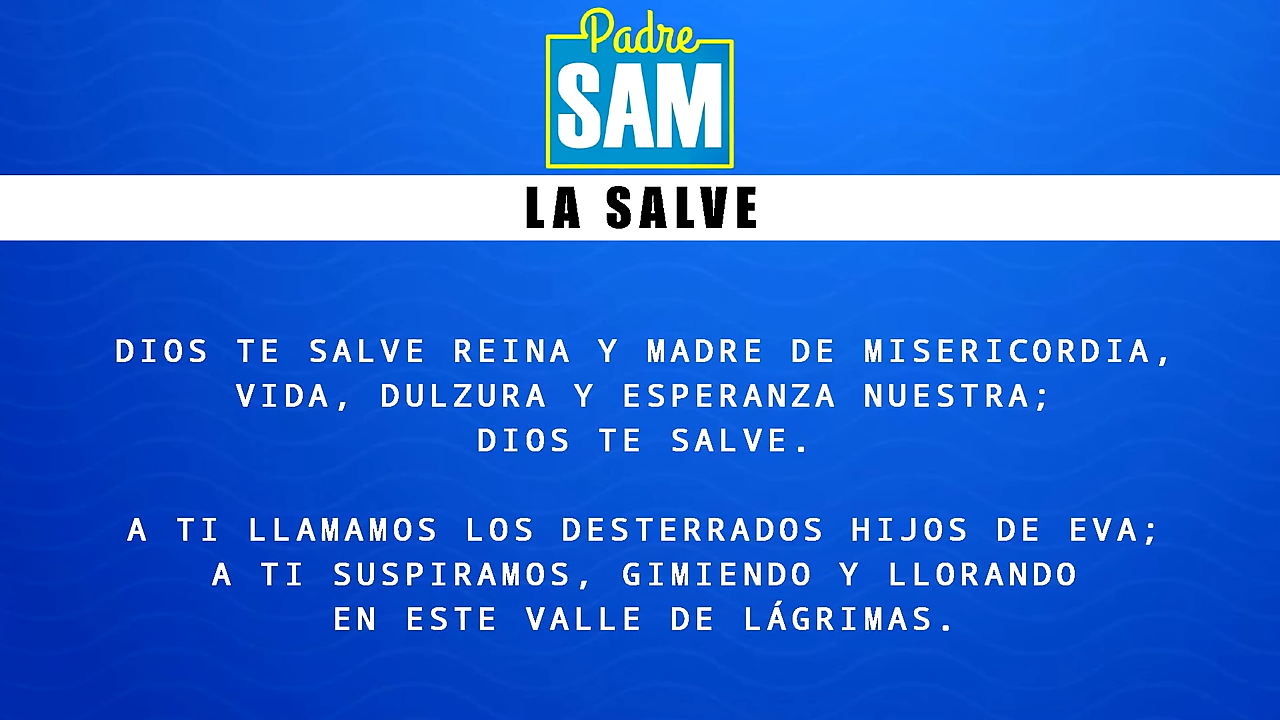 Padre
SAM
LA SALVE
DIOS TE SALVE REINA Y MADRE DE MISERICORDIA,
VIDA, DULZURA Y ESPERANZA NUESTRA;
DIOS TE SALVE.
A TI LLAMAMOS LOS DESTERRADOS HIJOS DE EVA;
A TI SUSPIRAMOS, GIMIENDO Y LLORANDO
EN ESTE VALLE DE LÁGRIMAS.